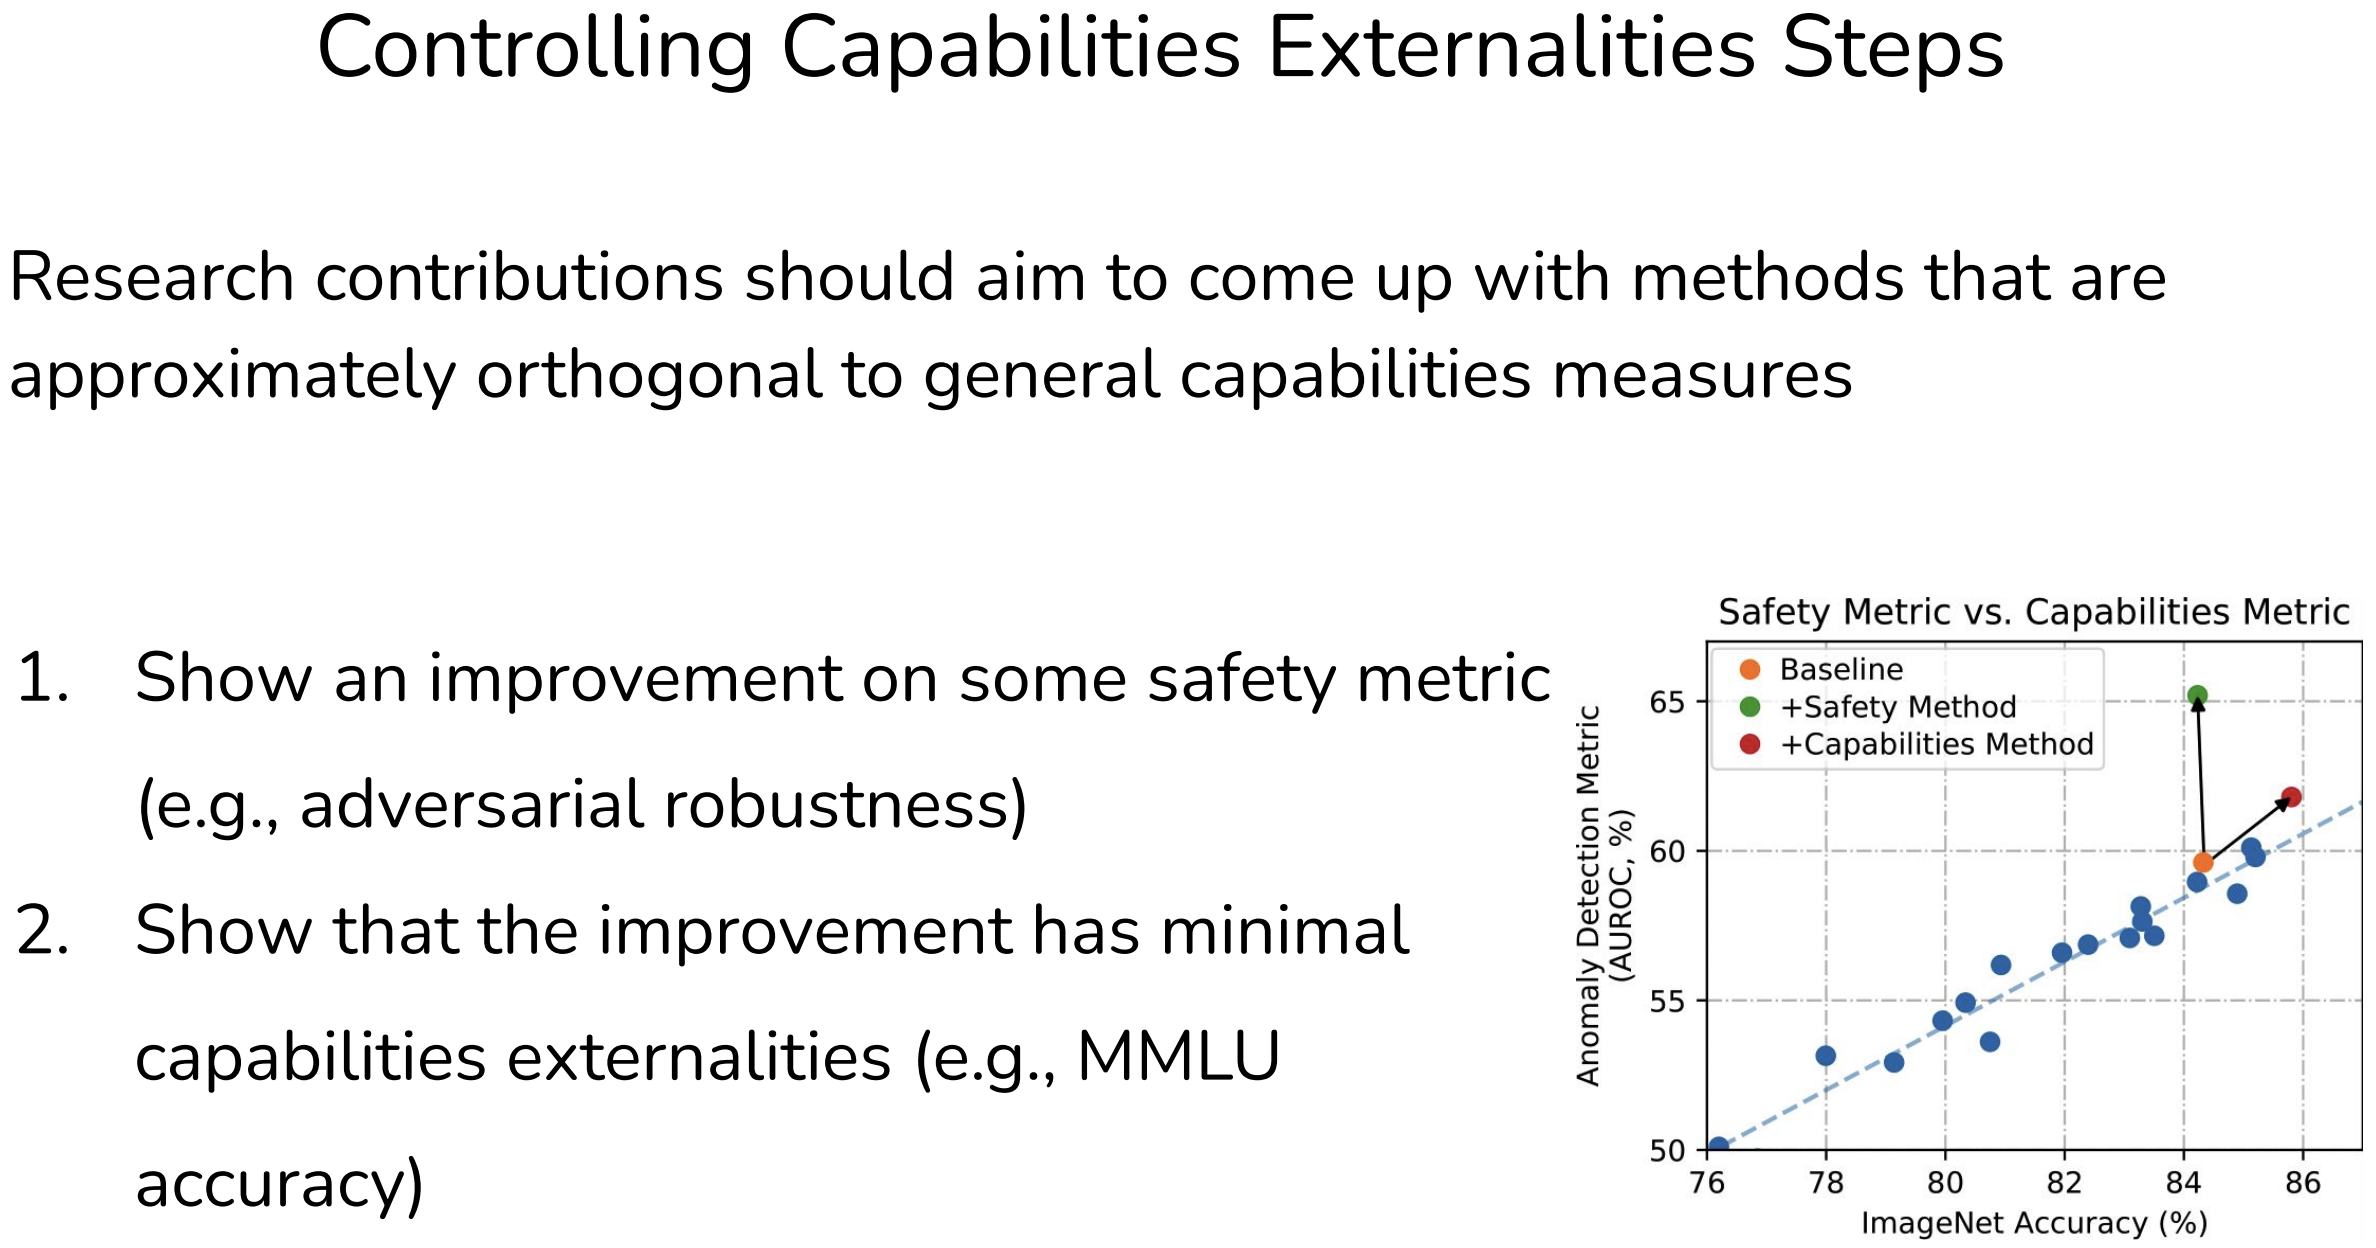 Controlling Capabilities Externalities Steps
Research contributions should aim to come up with methods that are
approximately orthogonal to general capabilities measures
1. Show an improvement on some safety metric
(e.g., adversarial robustness)
2. Show that the improvement has minimal
capabilities externalities (e.g., MMLU
accuracy)
Safety Metric vs. Capabilities Metric
Baseline
+Safety Method
+Capabilities Method
Anomaly Detection Metric
(AUROC, %)
65
60
55
50
76 78 80 82 84 86
ImageNet Accuracy (%)